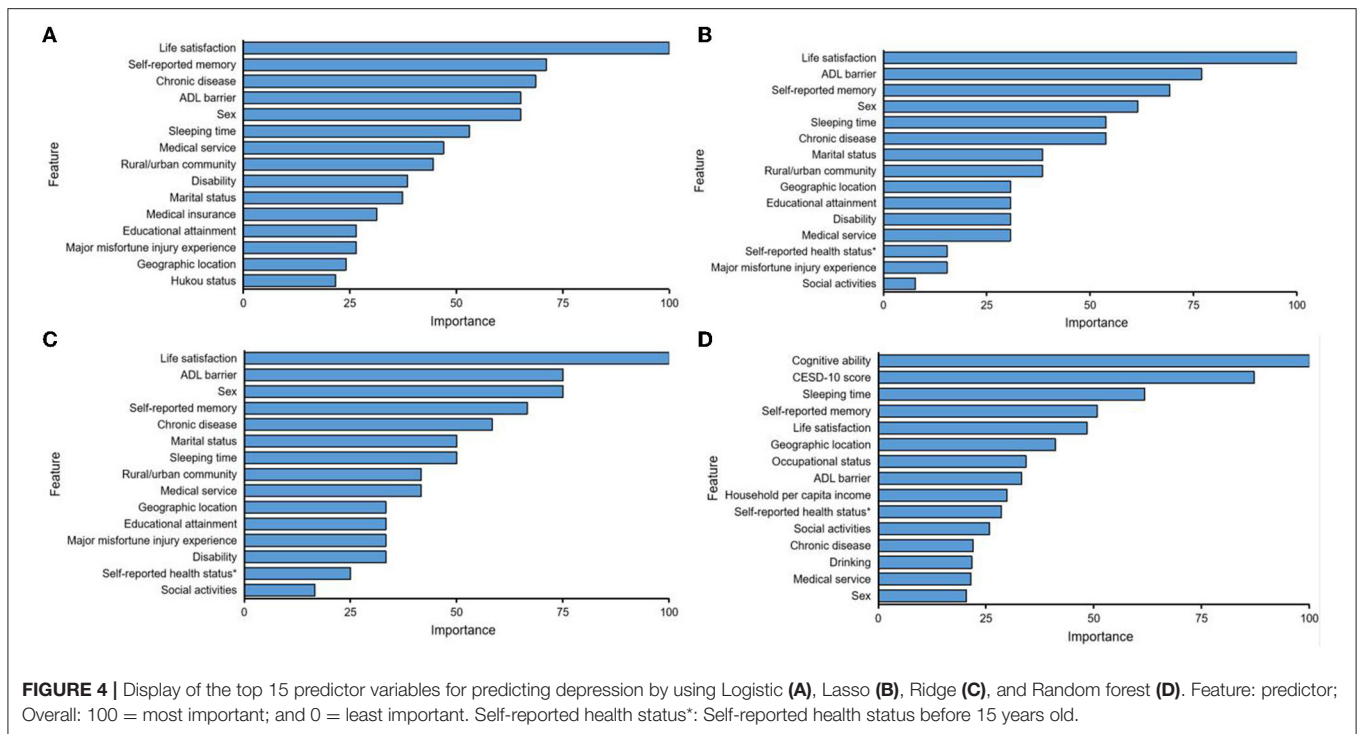 A
Life satisfaction
Self-reported memory
Chronic disease
ADL barrier
Sex
Sleeping time
Medical service
Rural/urban community
Disability
Marital status
Medical insurance
Educational attainment
Major misfortune injury experience
Geographic location
Hukou status
Feature
0 25 50 75 100
Importance
B
Life satisfaction
ADL barrier
Self-reported memory
Sex
Sleeping time
Chronic disease
Marital status
Rural/urban community
Geographic location
Educational attainment
Disability
Medical service
Self-reported health status*
Major misfortune injury experience
Social activities
Feature
0 25 50 75 100
Importance
C
Life satisfaction
ADL barrier
Sex
Self-reported memory
Chronic disease
Marital status
Sleeping time
Rural/urban community
Medical service
Geographic location
Educational attainment
Major misfortune injury experience
Disability
Self-reported health status*
Social activities
Feature
0 25 50 75 100
Importance
D
Cognitive ability
CESD-10 score
Sleeping time
Self-reported memory
Life satisfaction
Geographic location
Occupational status
ADL barrier
Household per capita income
Self-reported health status*
Social activities
Chronic disease
Drinking
Medical service
Sex
Feature
0 25 50 75 100
Importance
FIGURE 4 | Display of the top 15 predictor variables for predicting depression by using Logistic (A), Lasso (B), Ridge (C), and Random forest (D). Feature: predictor;
Overall: 100 = most important; and 0 = least important. Self-reported health status*: Self-reported health status before 15 years old.